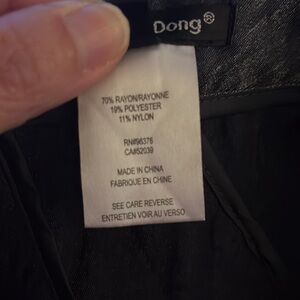 Dong®
70% RAYON/RAYONNE
19% POLYESTER
11% NYLON
RN#96376
CA#52039
MADE IN CHINA
FABRIQUE EN CHINE
SEE CARE REVERSE
ENTRETIEN VOIR AU VERSO